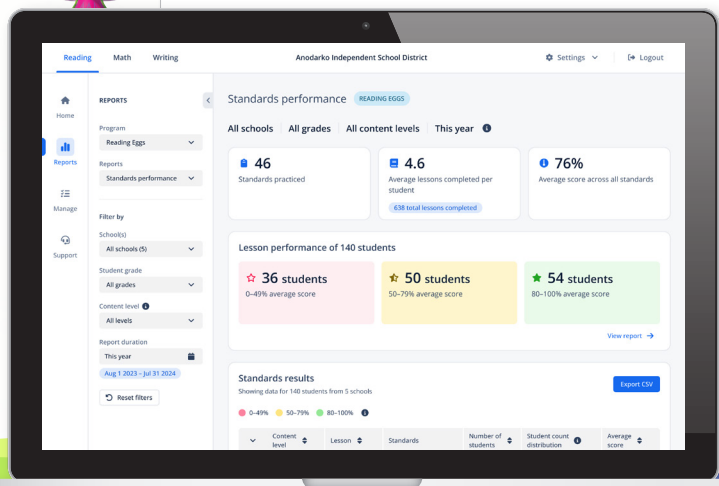 Reading Math Writing
Anodarko Independent School District
Settings
Logout
Home
Reports
Manage
Support
REPORTS
Program
Reading Eggs
Reports
Standards performance
Filter by
School(s)
All schools (5)
Student grade
All grades
Content level
All levels
Report duration
This year
Aug 1 2023 – Jul 31 2024
Reset filters
Standards performance READING EGGS
All schools All grades All content levels This year
46
Standards practiced
4.6
Average lessons completed per
student
638 total lessons completed
76%
Average score across all standards
Lesson performance of 140 students
36 students
0–49% average score
50 students
50–79% average score
54 students
80–100% average score
View report →
Standards results
Showing data for 140 students from 5 schools
Export CSV
0–49% 50–79% 80–100%
Content
level
Lesson
Standards
Number of
students
Student count
distribution
Average
score